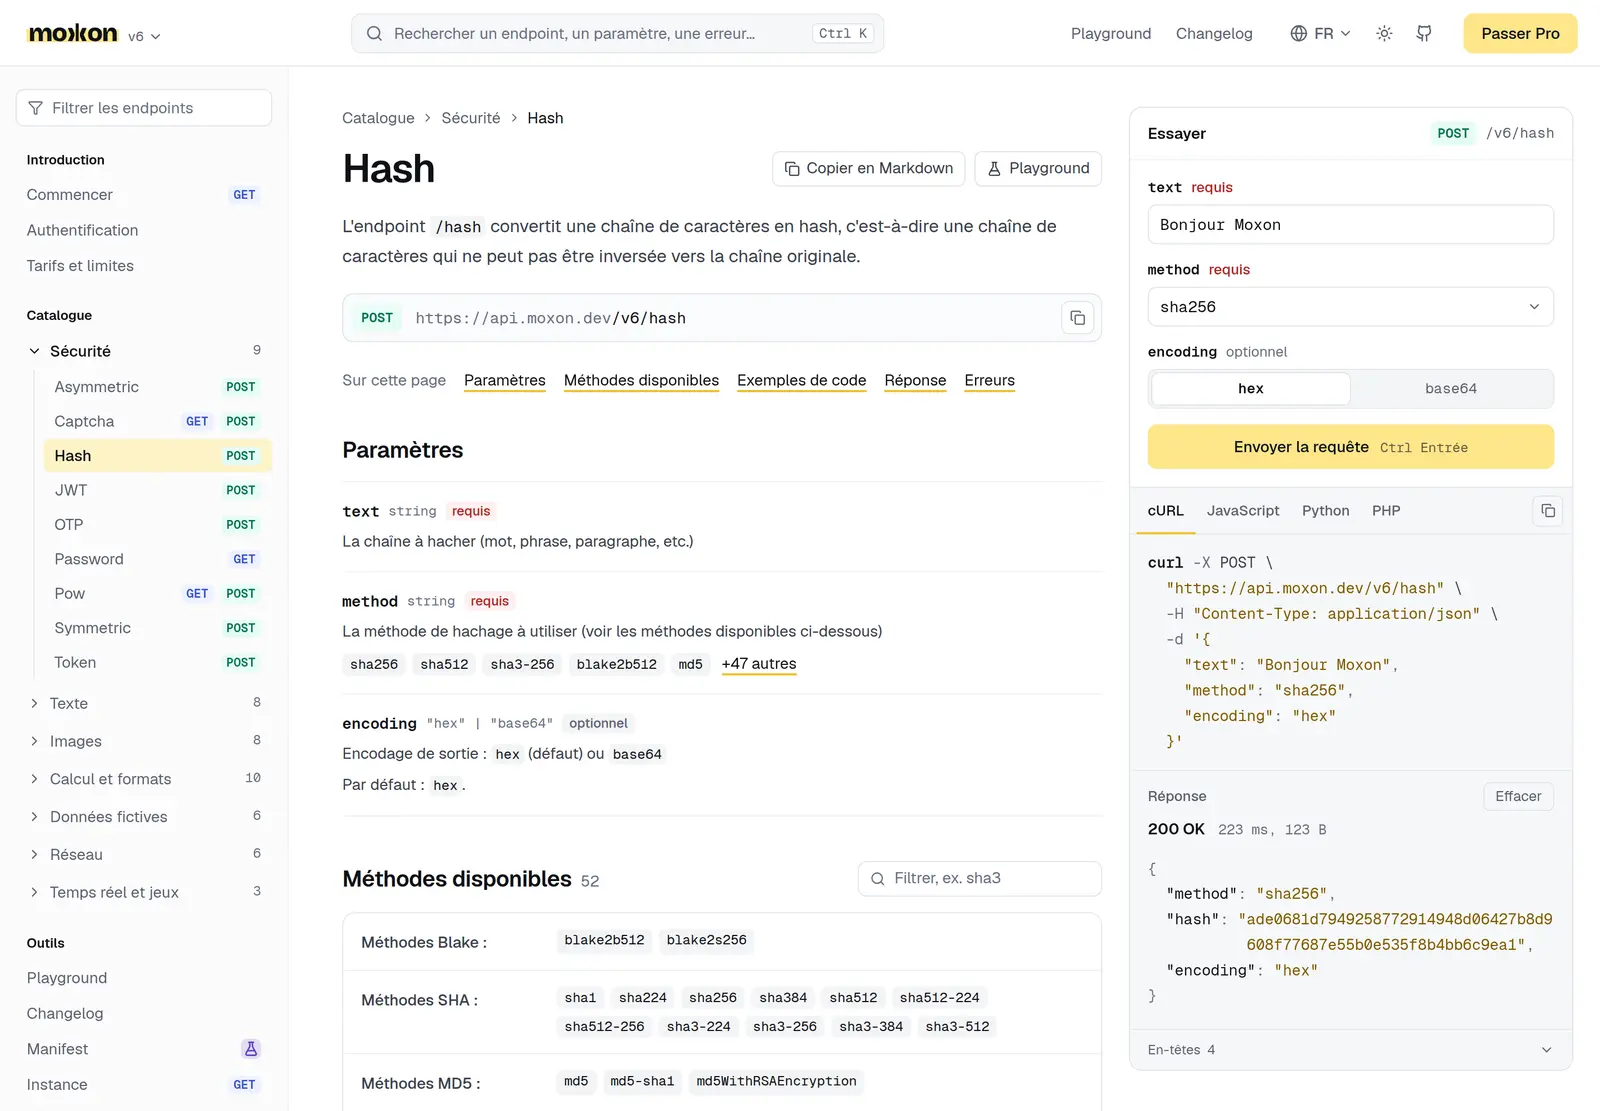 moxon v6
Rechercher un endpoint, un paramètre, une erreur... Ctrl K
Playground
Changelog
FR
Passer Pro
Filtrer les endpoints
Introduction
Commencer GET
Authentification
Tarifs et limites
Catalogue
Sécurité 9
Asymmetric POST
Captcha GET POST
Hash POST
JWT POST
OTP POST
Password GET
Pow GET POST
Symmetric POST
Token POST
Texte 8
Images 8
Calcul et formats 10
Données fictives 6
Réseau 6
Temps réel et jeux 3
Outils
Playground
Changelog
Manifest
Instance GET
Catalogue > Sécurité > Hash
Hash
Copier en Markdown
Playground
L'endpoint /hash convertit une chaîne de caractères en hash, c'est-à-dire une chaîne de
caractères qui ne peut pas être inversée vers la chaîne originale.
POST https://api.moxon.dev/v6/hash
Sur cette page Paramètres Méthodes disponibles Exemples de code Réponse Erreurs
Paramètres
text string requis
La chaîne à hacher (mot, phrase, paragraphe, etc.)
method string requis
La méthode de hachage à utiliser (voir les méthodes disponibles ci-dessous)
sha256 sha512 sha3-256 blake2b512 md5 +47 autres
encoding "hex" | "base64" optionnel
Encodage de sortie : hex (défaut) ou base64
Par défaut : hex .
Méthodes disponibles 52
Filtrer, ex. sha3
Méthodes Blake : blake2b512 blake2s256
Méthodes SHA : sha1 sha224 sha256 sha384 sha512 sha512-224
sha512-256 sha3-224 sha3-256 sha3-384 sha3-512
Méthodes MD5 : md5 md5-sha1 md5WithRSAEncryption
Essayer POST /v6/hash
text requis
Bonjour Moxon
method requis
sha256
encoding optionnel
hex base64
Envoyer la requête Ctrl Entrée
cURL JavaScript Python PHP
curl -X POST \
"https://api.moxon.dev/v6/hash" \
-H "Content-Type: application/json" \
-d '{
"text": "Bonjour Moxon",
"method": "sha256",
"encoding": "hex"
}'
Réponse Effacer
200 OK 223 ms, 123 B
{
"method": "sha256",
"hash": "ade0681d7949258772914948d06427b8d9
608f77687e55b0e535f8b4bb6c9ea1",
"encoding": "hex"
}
En-têtes 4